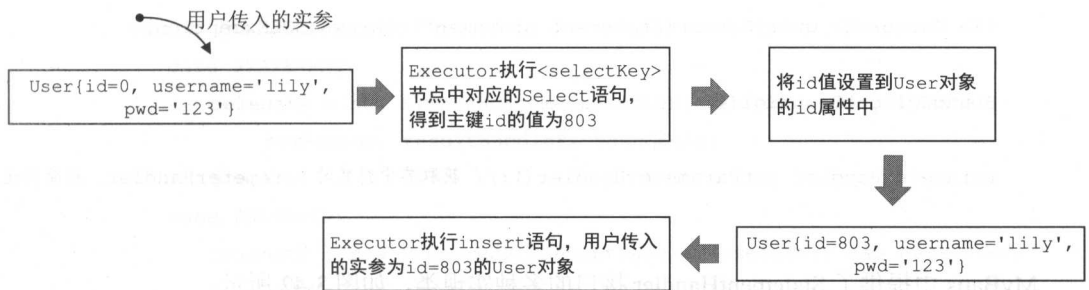 用户传入的实参
User{id=0, username='lily',
pwd='123'}
Executor执行<selectKey>
节点中对应的Select语句，
得到主键id的值为803
将id值设置到User对象
的id属性中
User{id=803, username='lily',
pwd='123'}
Executor执行insert语句，用户传入
的实参为id=803的User对象